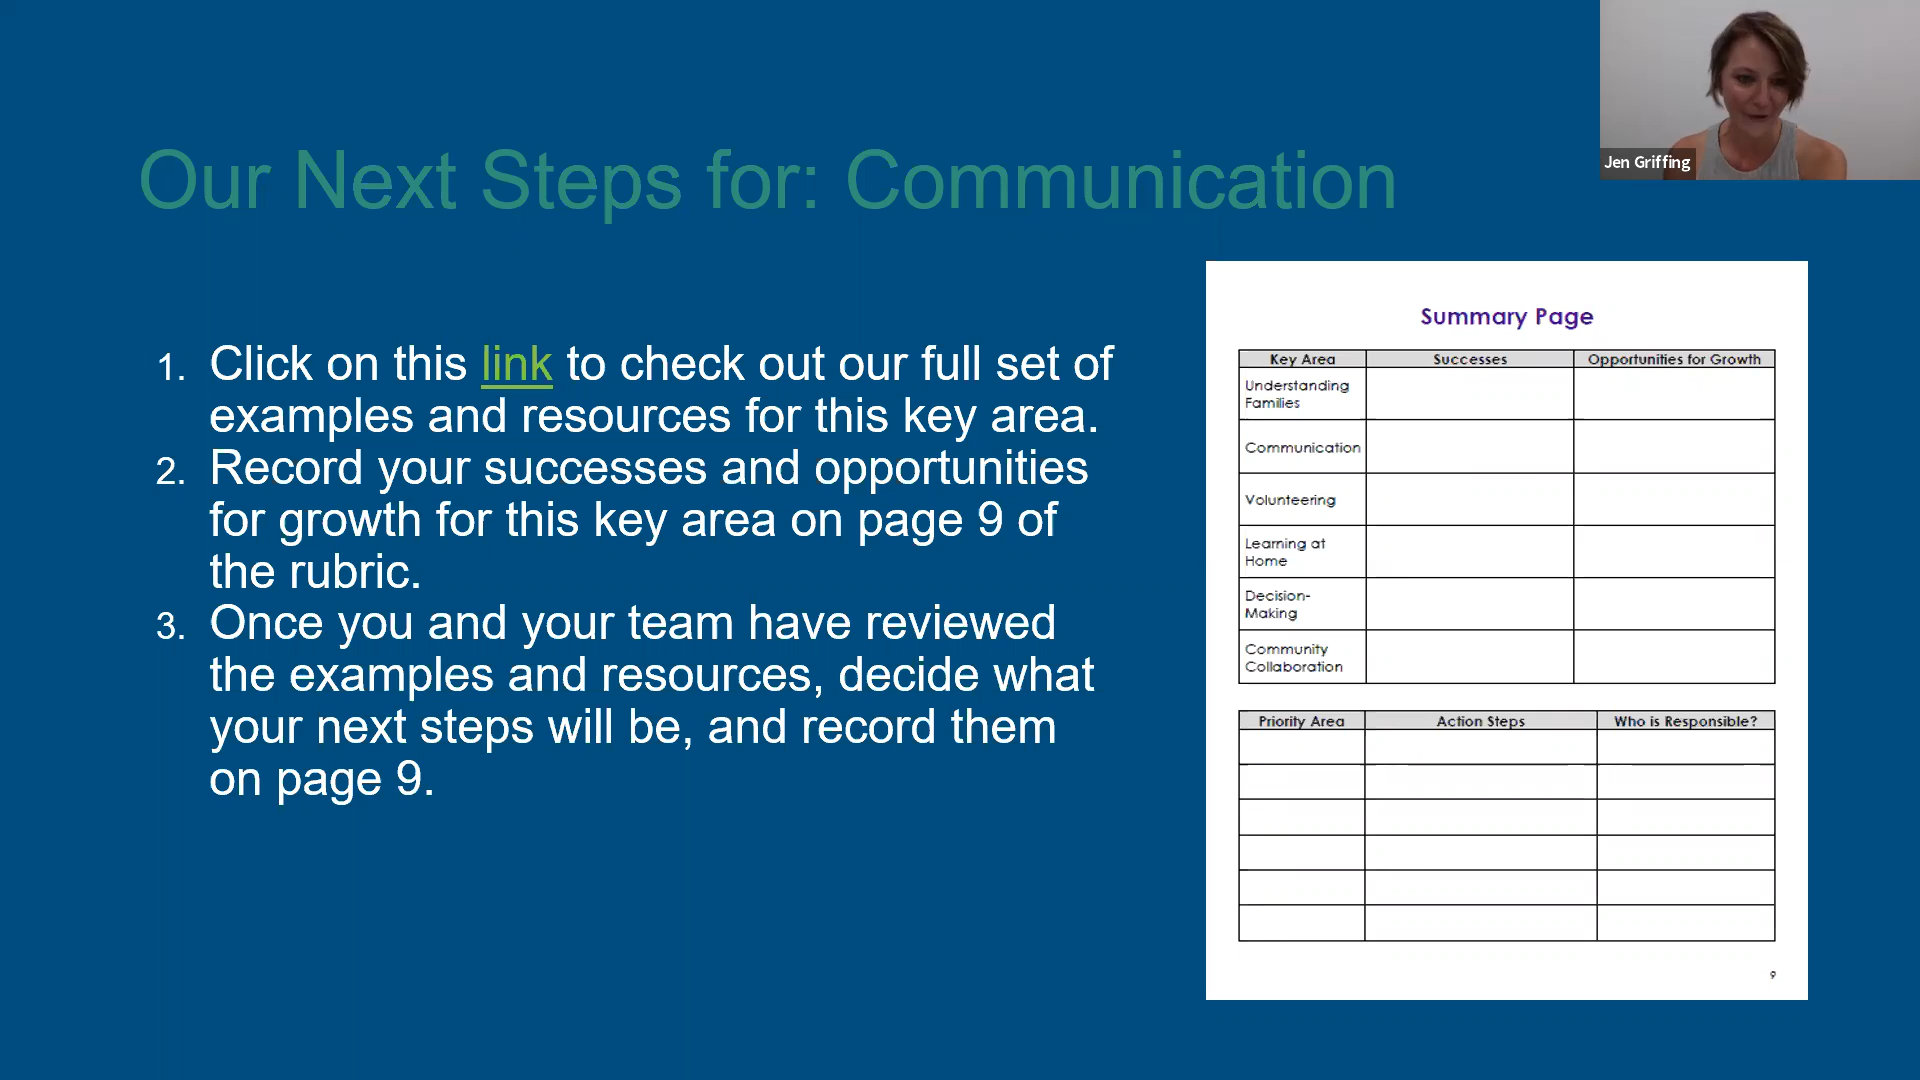 Our Next Steps for: Communication
Jen Griffing
1. Click on this link to check out our full set of
examples and resources for this key area.
2. Record your successes and opportunities
for growth for this key area on page 9 of
the rubric.
3. Once you and your team have reviewed
the examples and resources, decide what
your next steps will be, and record them
on page 9.
Summary Page
Key Area Successes Opportunities for Growth
Understanding
Families
Communication
Volunteering
Learning at
Home
Decision-
Making
Community
Collaboration
Priority Area Action Steps Who is Responsible?
9